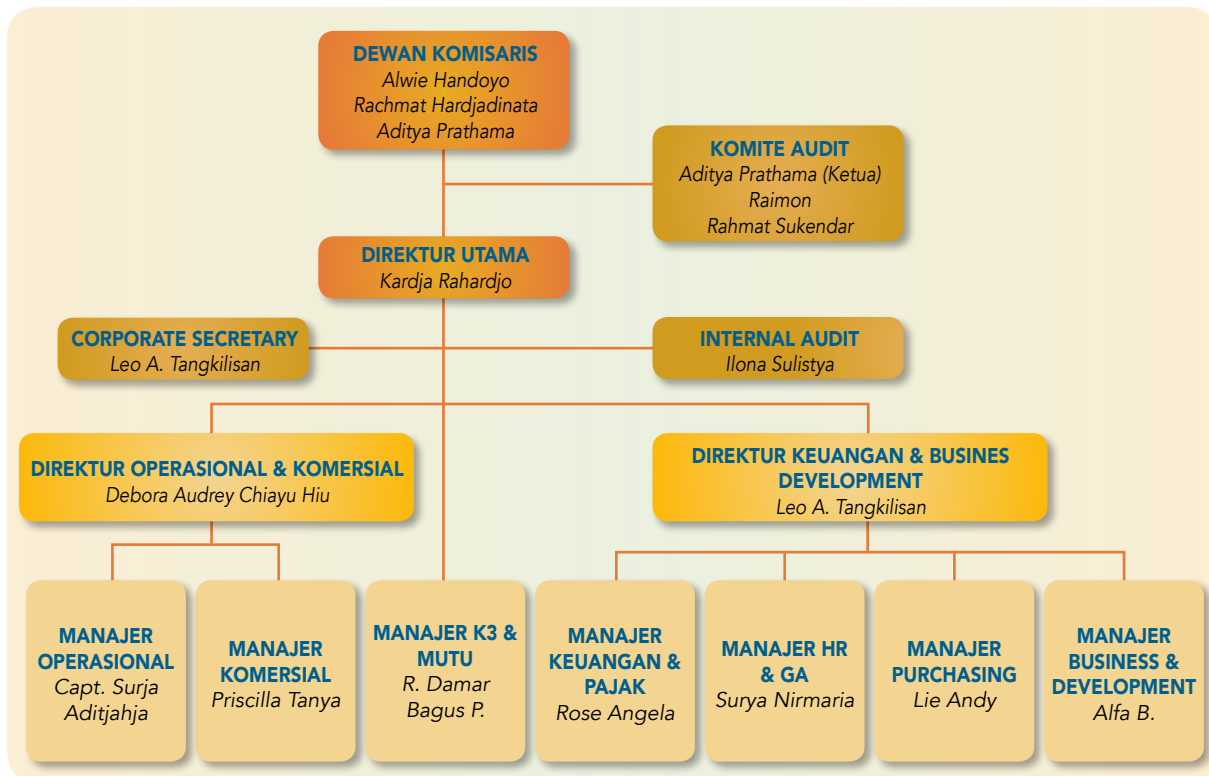 DEWAN KOMISARIS
Alwie Handoyo
Rachmat Hardjadinata
Aditya Prathama
KOMITE AUDIT
Aditya Prathama (Ketua)
Raimon
Rahmat Sukendar
DIREKTUR UTAMA
Kardja Rahardjo
CORPORATE SECRETARY
Leo A. Tangkilisan
INTERNAL AUDIT
Ilona Sulistya
DIREKTUR OPERASIONAL & KOMERSIAL
Debora Audrey Chiayu Hiu
DIREKTUR KEUANGAN & BUSINES
DEVELOPMENT
Leo A. Tangkilisan
MANAJER
OPERASIONAL
Capt. Surja
Aditjahja
MANAJER
KOMERSIAL
Priscilla Tanya
MANAJER K3 &
MUTU
R. Damar
Bagus P.
MANAJER
KEUANGAN &
PAJAK
Rose Angela
MANAJER HR
& GA
Surya Nirmaria
MANAJER
PURCHASING
Lie Andy
MANAJER
BUSINESS &
DEVELOPMENT
Alfa B.